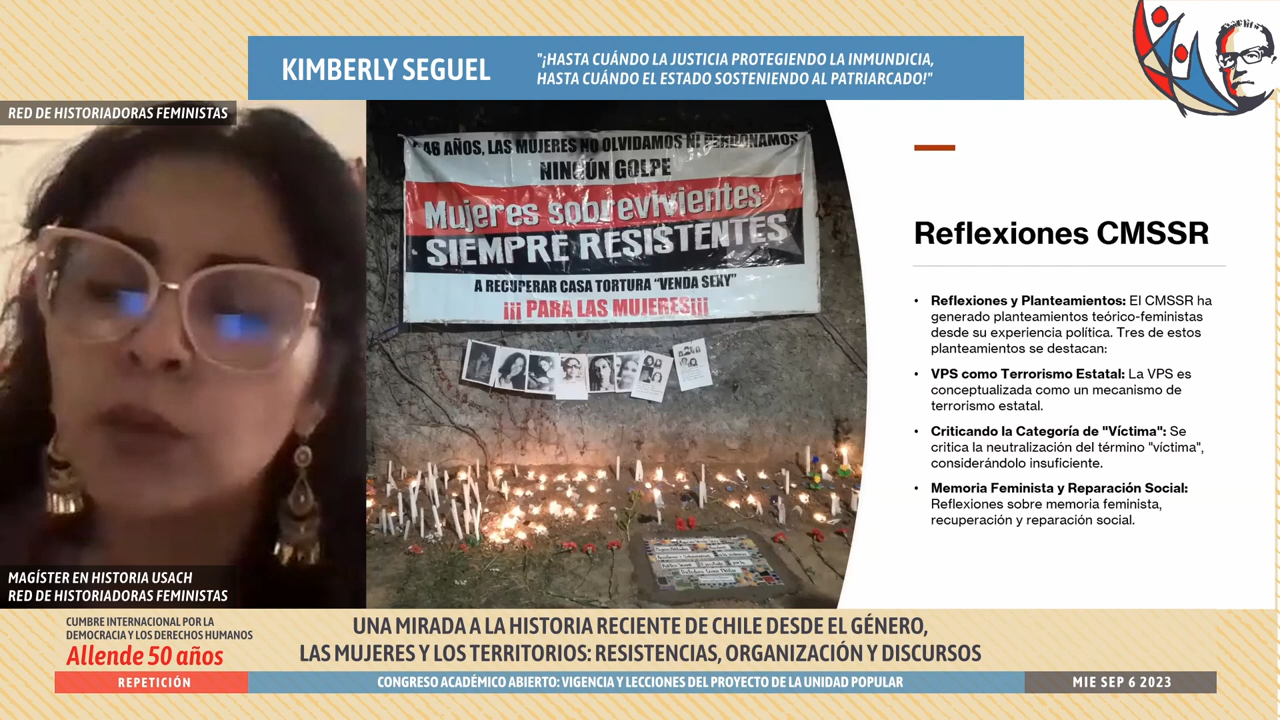 KIMBERLY SEGUEL
"¡HASTA CUÁNDO LA JUSTICIA PROTEGIENDO LA INMUNDICIA,
HASTA CUÁNDO EL ESTADO SOSTENIENDO AL PATRIARCADO!"
RED DE HISTORIADORAS FEMINISTAS
46 AÑOS, LAS MUJERES NO OLVIDAMOS NI PERDONAMOS
NINGÚN GOLPE
Mujeres sobrevivientes
SIEMPRE RESISTENTES
A RECUPERAR CASA TORTURA "VENDA SEXY"
¡¡¡ PARA LAS MUJERES¡¡¡
Reflexiones CMSSR
• Reflexiones y Planteamientos: El CMSSR ha
generado planteamientos teórico-feministas
desde su experiencia política. Tres de estos
planteamientos se destacan:
• VPS como Terrorismo Estatal: La VPS es
conceptualizada como un mecanismo de
terrorismo estatal.
• Criticando la Categoría de "Víctima": Se
critica la neutralización del término "víctima",
considerándolo insuficiente.
• Memoria Feminista y Reparación Social:
Reflexiones sobre memoria feminista,
recuperación y reparación social.
MAGÍSTER EN HISTORIA USACH
RED DE HISTORIADORAS FEMINISTAS
CUMBRE INTERNACIONAL POR LA
DEMOCRACIA Y LOS DERECHOS HUMANOS
Allende 50 años
REPETICIÓN
UNA MIRADA A LA HISTORIA RECIENTE DE CHILE DESDE EL GÉNERO,
LAS MUJERES Y LOS TERRITORIOS: RESISTENCIAS, ORGANIZACIÓN Y DISCURSOS
CONGRESO ACADÉMICO ABIERTO: VIGENCIA Y LECCIONES DEL PROYECTO DE LA UNIDAD POPULAR
MIE SEP 6 2023